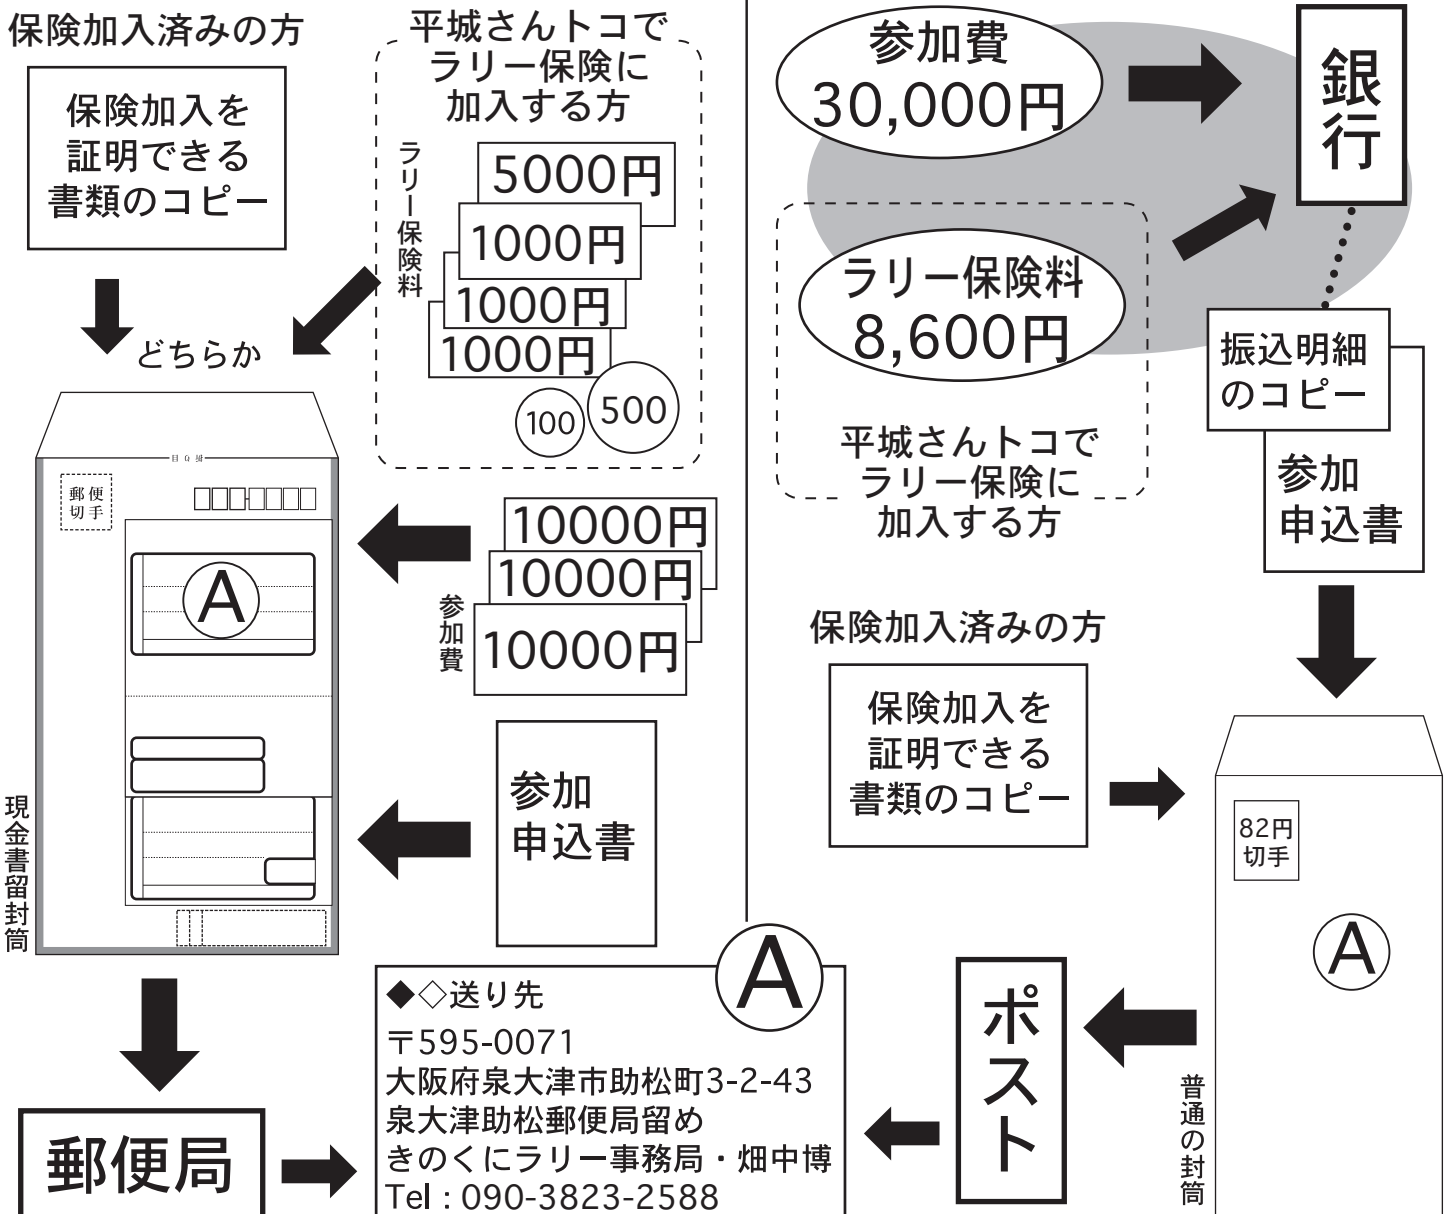 保険加入済みの方
保険加入を
証明できる
書類のコピー
平城さんトコで
ラリー保険に
加入する方
ラリー保険料
5000円
1000円
1000円
1000円
100
500
どちらか
郵便
切手
A
現金書留封筒
10000円
10000円
10000円
参加費
参加
申込書
郵便局
参加費
30,000円
銀行
ラリー保険料
8,600円
平城さんトコで
ラリー保険に
加入する方
振込明細
のコピー
参加
申込書
保険加入済みの方
保険加入を
証明できる
書類のコピー
82円
切手
A
普通の封筒
ポスト
A
◆◇送り先
〒595-0071
大阪府泉大津市助松町3-2-43
泉大津助松郵便局留め
きのくにラリー事務局・畑中博
Tel：090-3823-2588